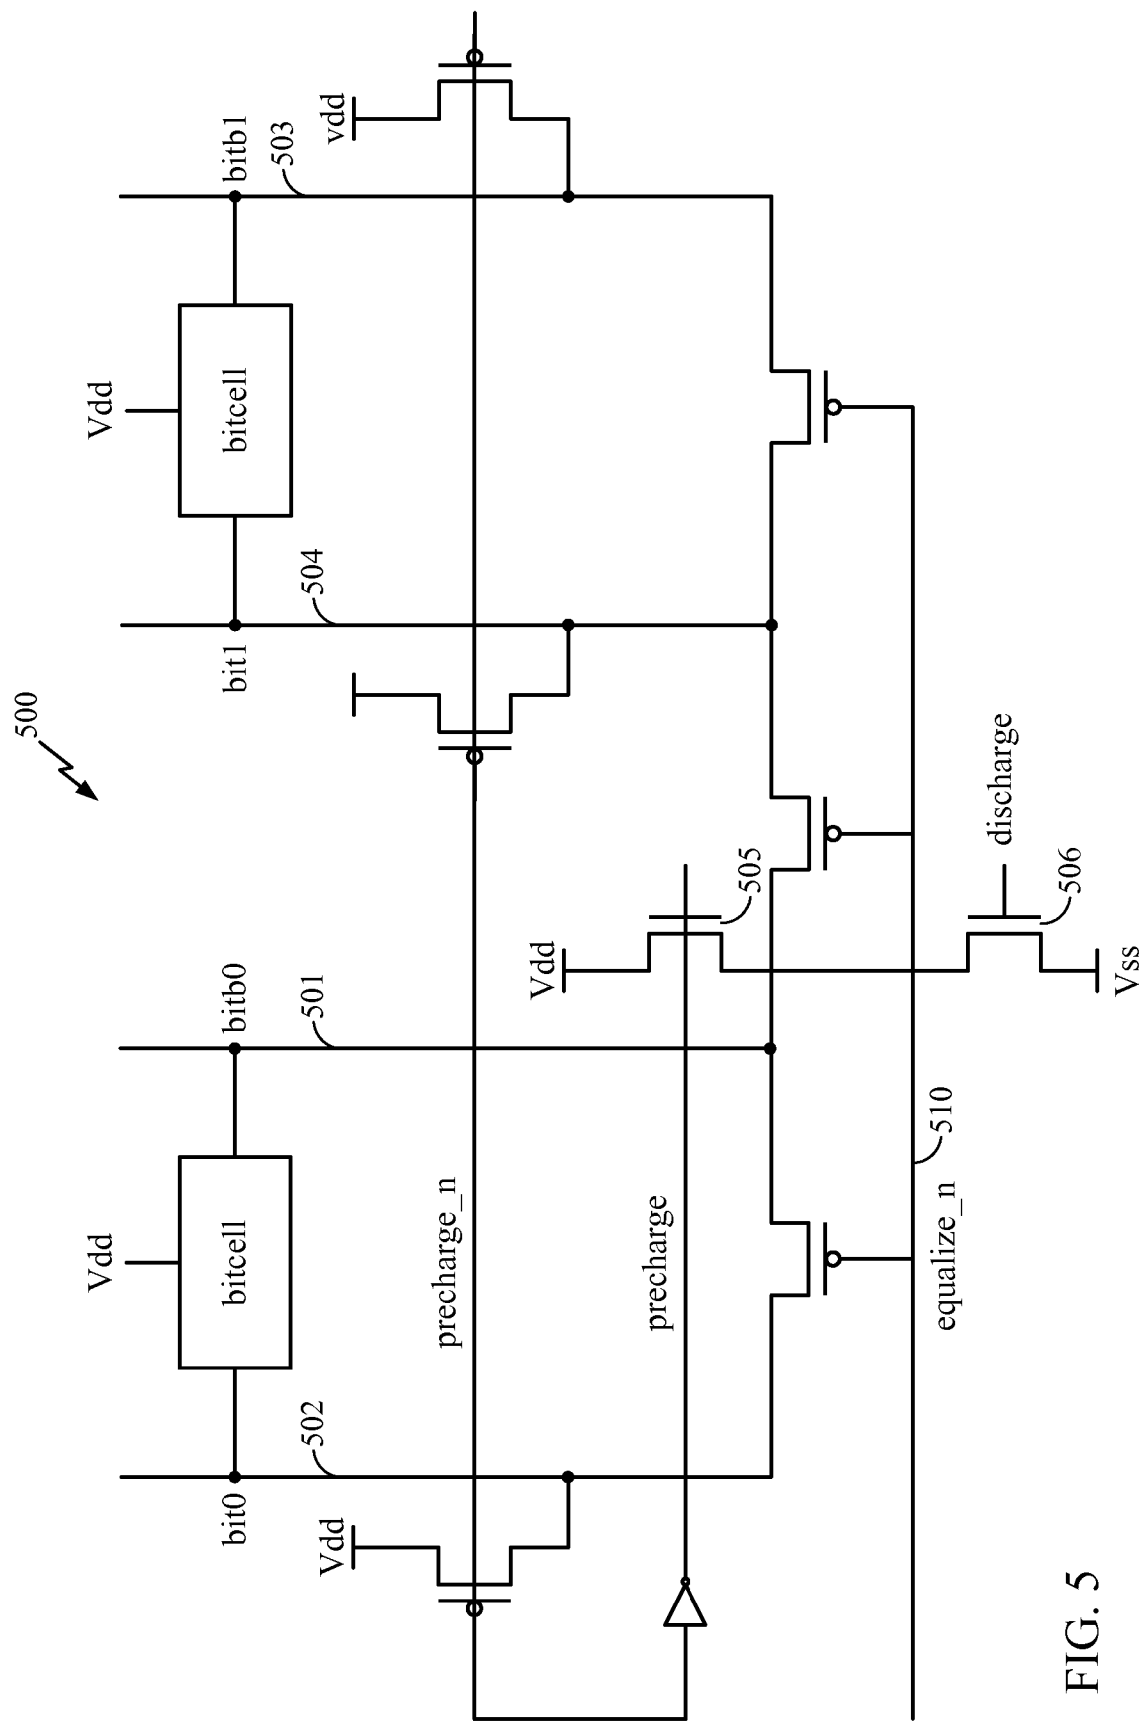 500
Vdd
bitcell
bit0
bitb0
502
501
Vdd
Vdd
bitcell
bit1
bitb1
504
503
vdd
precharge_n
precharge
Vdd
505
equalize_n
510
discharge
506
Vss
FIG. 5